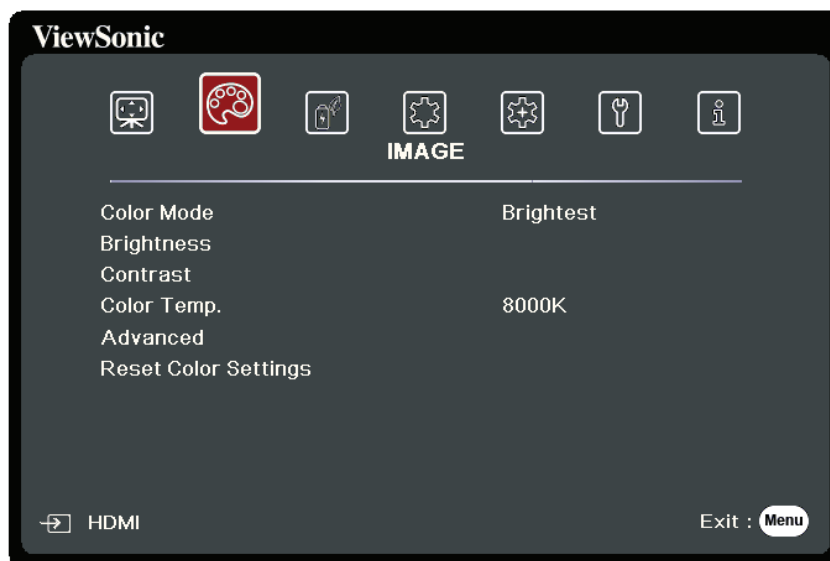 ViewSonic
IMAGE
Color Mode Brightest
Brightness
Contrast
Color Temp. 8000K
Advanced
Reset Color Settings
HDMI Exit : Menu